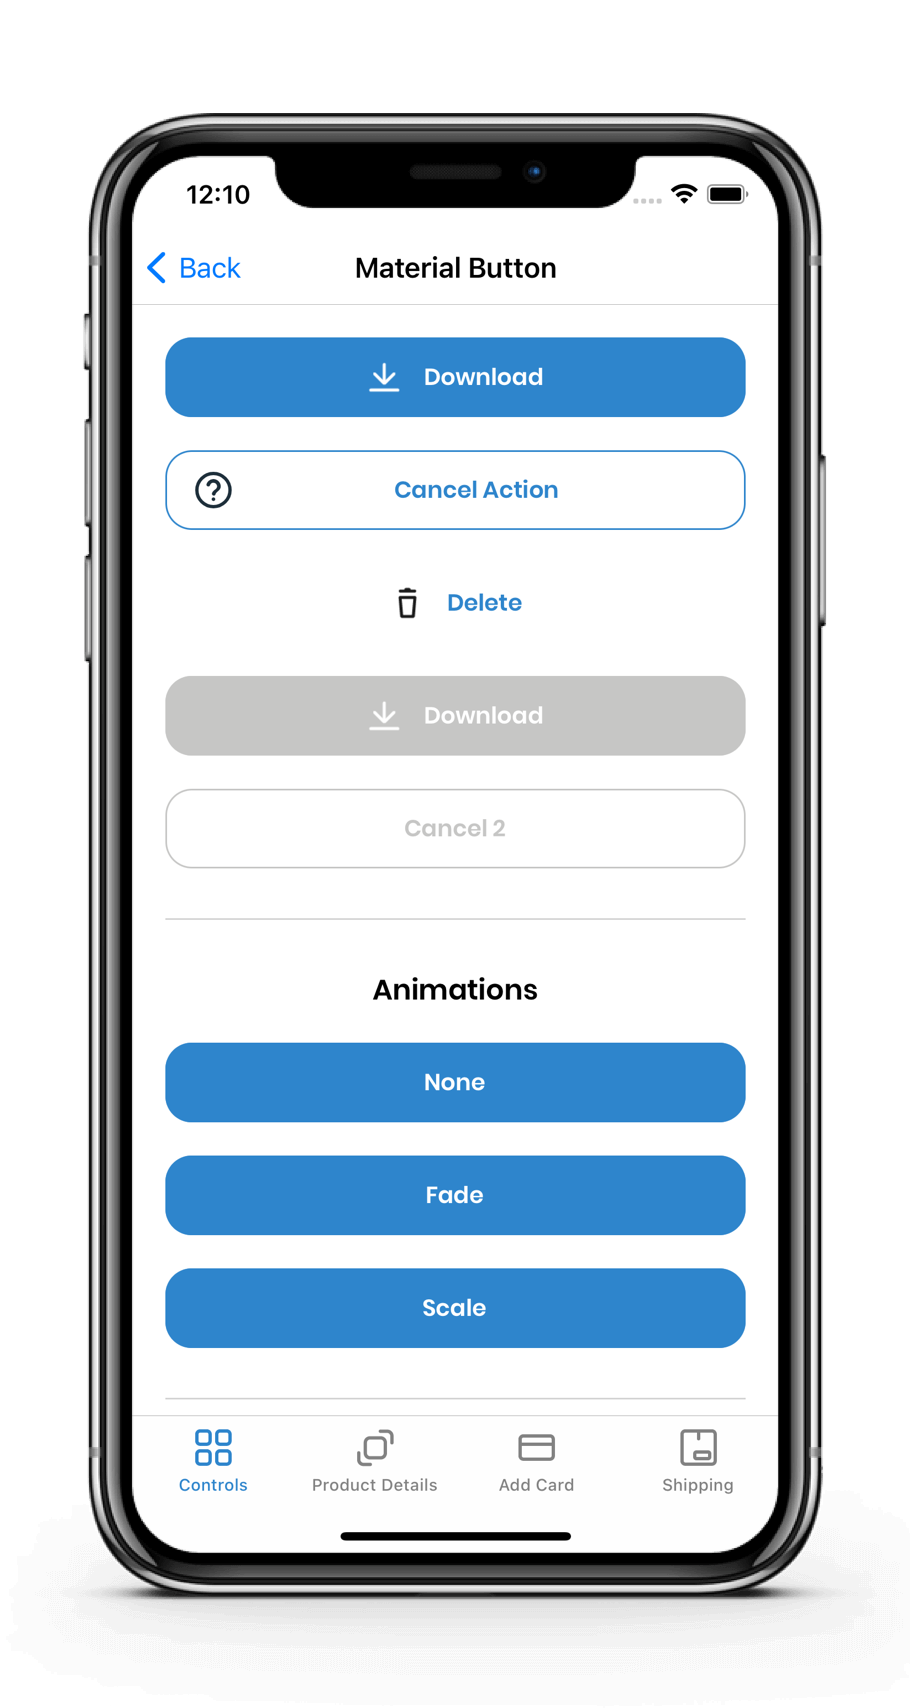 12:10
Back
Material Button
Download
Cancel Action
Delete
Download
Cancel 2
Animations
None
Fade
Scale
Controls
Product Details
Add Card
Shipping